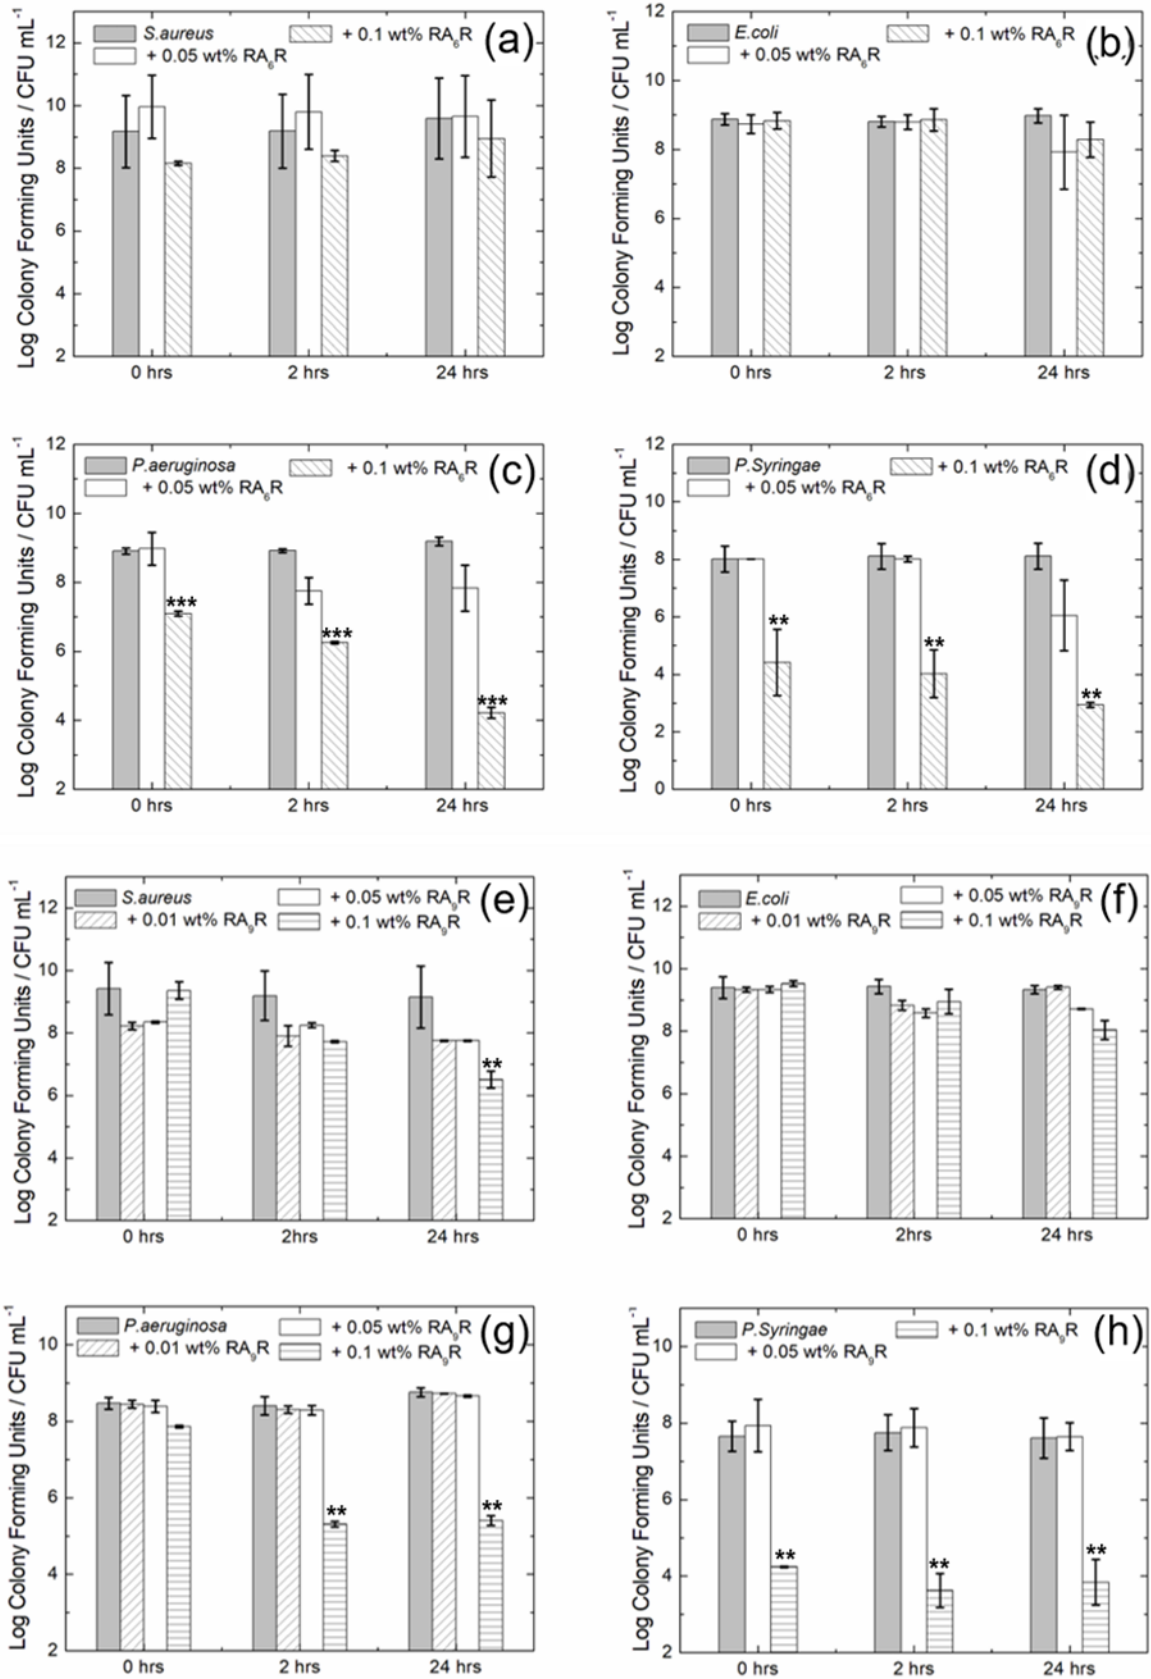 S.aureus
+ 0.1 wt% RA₆R
+ 0.05 wt% RA₆R
(a)
Log Colony Forming Units / CFU mL⁻¹
12
10
8
6
4
2
0 hrs
2 hrs
24 hrs
E.coli
+ 0.1 wt% RA₆R
+ 0.05 wt% RA₆R
(b)
Log Colony Forming Units / CFU mL⁻¹
12
10
8
6
4
2
0 hrs
2 hrs
24 hrs
P.aeruginosa
+ 0.1 wt% RA₆R
+ 0.05 wt% RA₆R
(c)
Log Colony Forming Units / CFU mL⁻¹
12
10
8
6
4
2
***
***
***
0 hrs
2 hrs
24 hrs
P.Syringae
+ 0.1 wt% RA₆R
+ 0.05 wt% RA₆R
(d)
Log Colony Forming Units / CFU mL⁻¹
12
10
8
6
4
2
0
**
**
**
0 hrs
2 hrs
24 hrs
S.aureus
+ 0.05 wt% RA₉R
+ 0.01 wt% RA₉R
+ 0.1 wt% RA₉R
(e)
Log Colony Forming Units / CFU mL⁻¹
12
10
8
6
4
2
**
0 hrs
2hrs
24 hrs
E.coli
+ 0.05 wt% RA₉R
+ 0.01 wt% RA₉R
+ 0.1 wt% RA₉R
(f)
Log Colony Forming Units / CFU mL⁻¹
12
10
8
6
4
2
0 hrs
2hrs
24 hrs
P.aeruginosa
+ 0.05 wt% RA₉R
+ 0.01 wt% RA₉R
+ 0.1 wt% RA₉R
(g)
Log Colony Forming Units / CFU mL⁻¹
10
8
6
4
2
**
**
0 hrs
2 hrs
24 hrs
P.Syringae
+ 0.1 wt% RA₉R
+ 0.05 wt% RA₉R
(h)
Log Colony Forming Units / CFU mL⁻¹
10
8
6
4
2
**
**
**
0 hrs
2 hrs
24 hrs